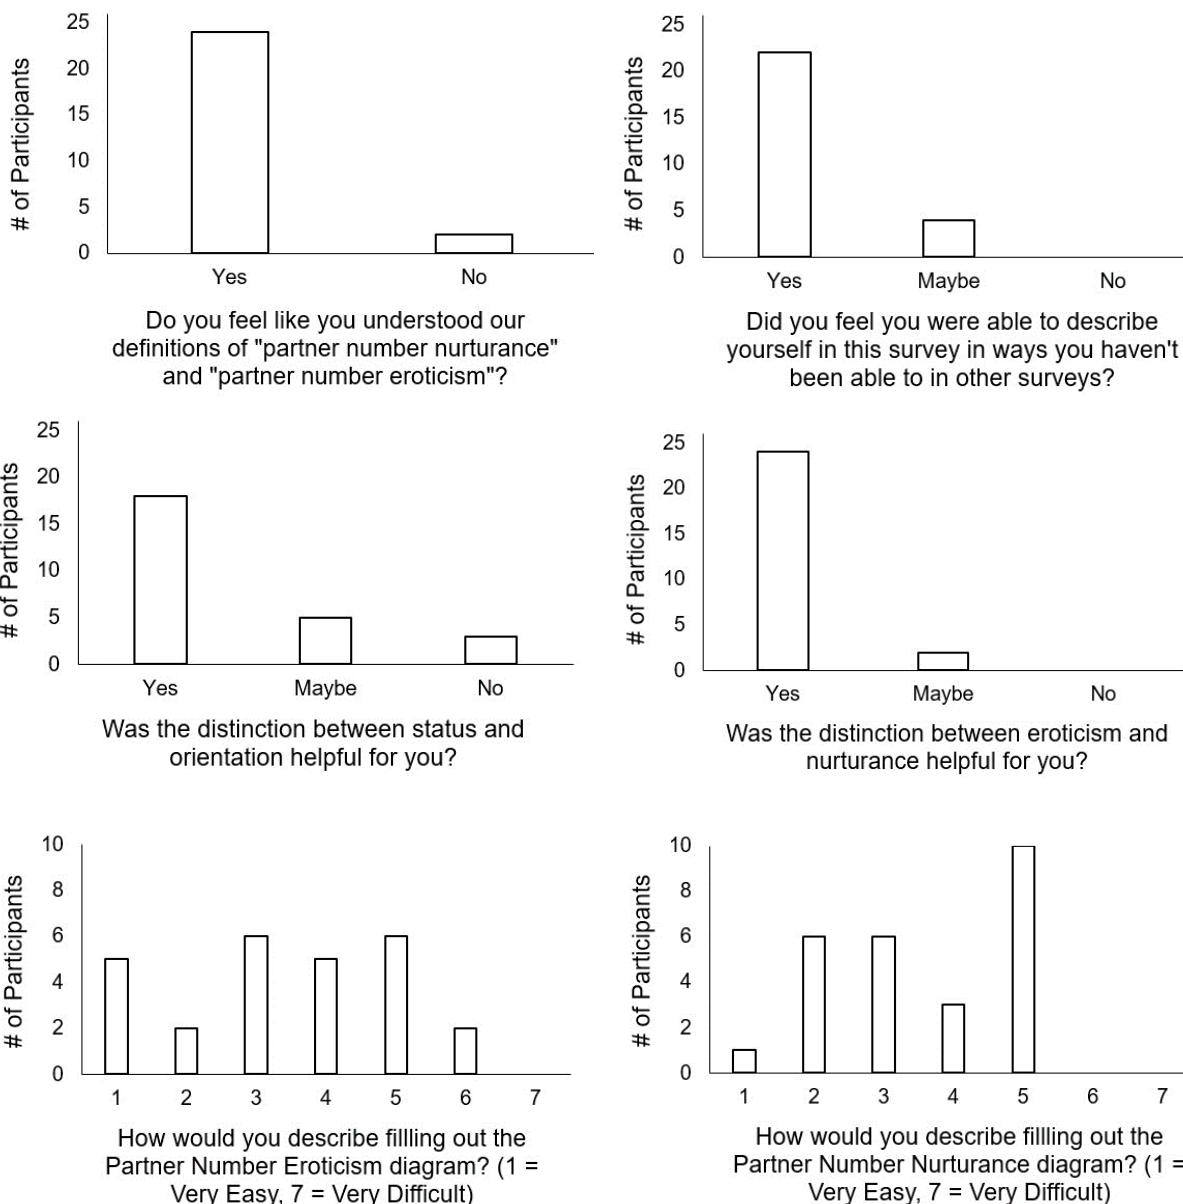 # of Participants
25
20
15
10
5
0
Yes
No
Do you feel like you understood our
definitions of "partner number nurturance"
and "partner number eroticism"?
# of Participants
25
20
15
10
5
0
Yes
Maybe
No
Did you feel you were able to describe
yourself in this survey in ways you haven't
been able to in other surveys?
# of Participants
25
20
15
10
5
0
Yes
Maybe
No
Was the distinction between status and
orientation helpful for you?
# of Participants
25
20
15
10
5
0
Yes
Maybe
No
Was the distinction between eroticism and
nurturance helpful for you?
# of Participants
10
8
6
4
2
0
1 2 3 4 5 6 7
How would you describe fillling out the
Partner Number Eroticism diagram? (1 =
Very Easy, 7 = Very Difficult)
# of Participants
10
8
6
4
2
0
1 2 3 4 5 6 7
How would you describe fillling out the
Partner Number Nurturance diagram? (1 =
Very Easy, 7 = Very Difficult)